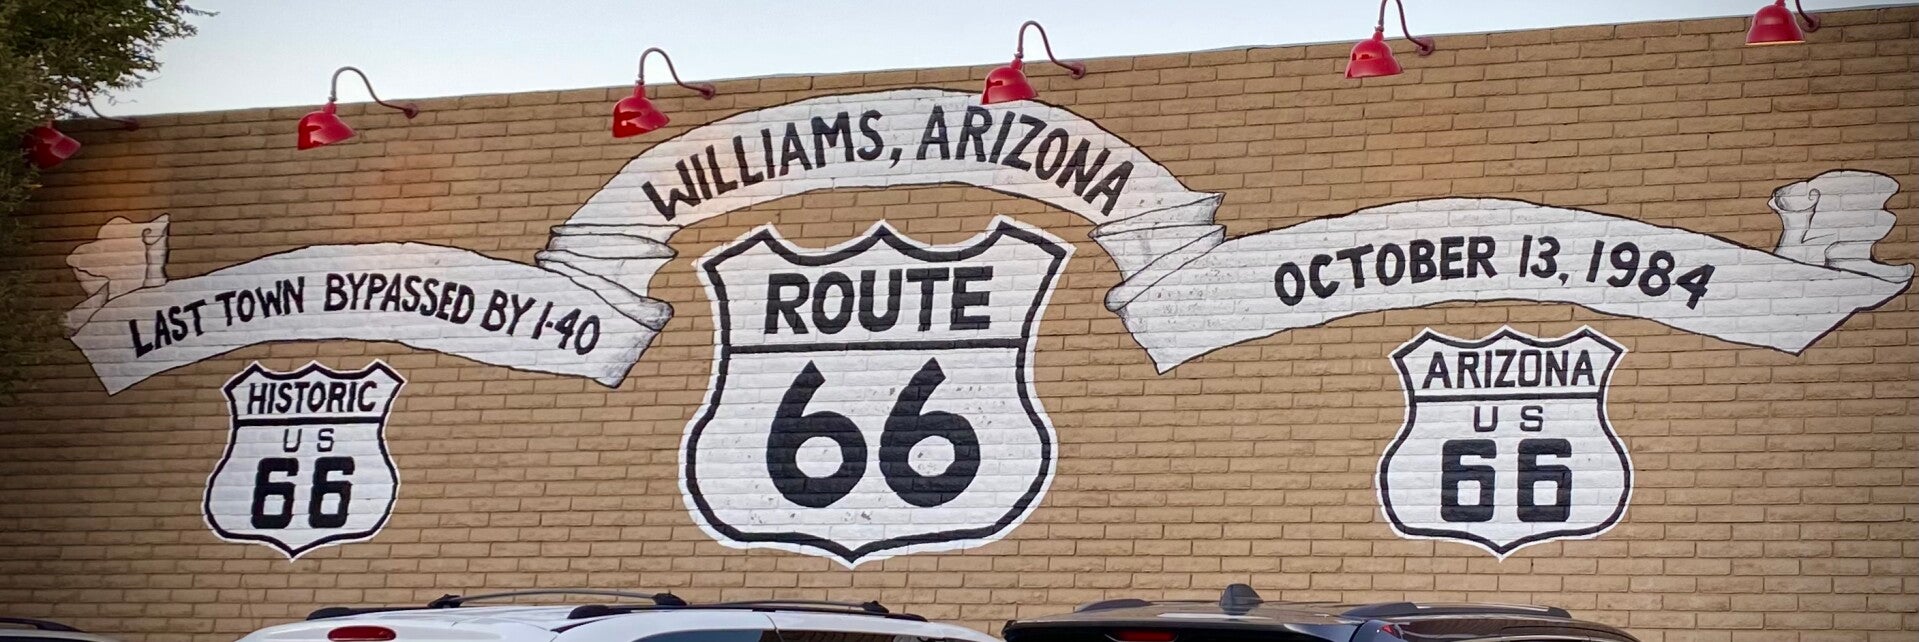 WILLIAMS, ARIZONA
LAST TOWN BYPASSED BY I-40
OCTOBER 13, 1984
HISTORIC
US
66
ROUTE
66
ARIZONA
US
66